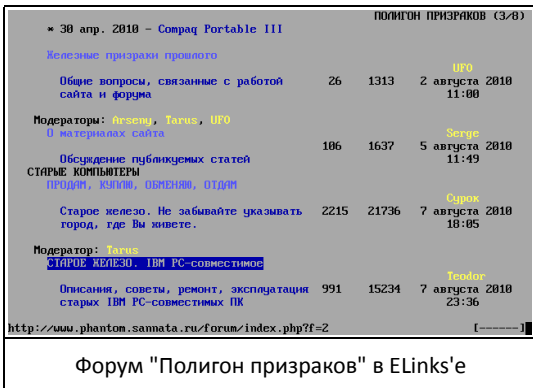 ПОЛИГОН ПРИЗРАКОВ (3/8)
* 30 апр. 2010 - Compaq Portable III
Железные призраки прошлого
UFO
Общие вопросы, связанные с работой 26 1313 2 августа 2010
сайта и форума 11:00
Модераторы: Arseny, Tarus, UFO
О материалах сайта Serge
106 1637 5 августа 2010
Обсуждение публикуемых статей 11:49
СТАРЫЕ КОМПЬЮТЕРЫ
ПРОДАМ, КУПЛЮ, ОБМЕНЯЮ, ОТДАМ
Сурок
Старое железо. Не забывайте указывать 2215 21736 7 августа 2010
город, где Вы живете. 18:05
Модератор: Tarus
СТАРОЕ ЖЕЛЕЗО. IBM PC-совместимое
Teodor
Описания, советы, ремонт, эксплуатация 991 15234 7 августа 2010
старых IBM PC-совместимых ПК 23:36
http://www.phantom.sannata.ru/forum/index.php?f=2 [------]
Форум "Полигон призраков" в ELinks'е